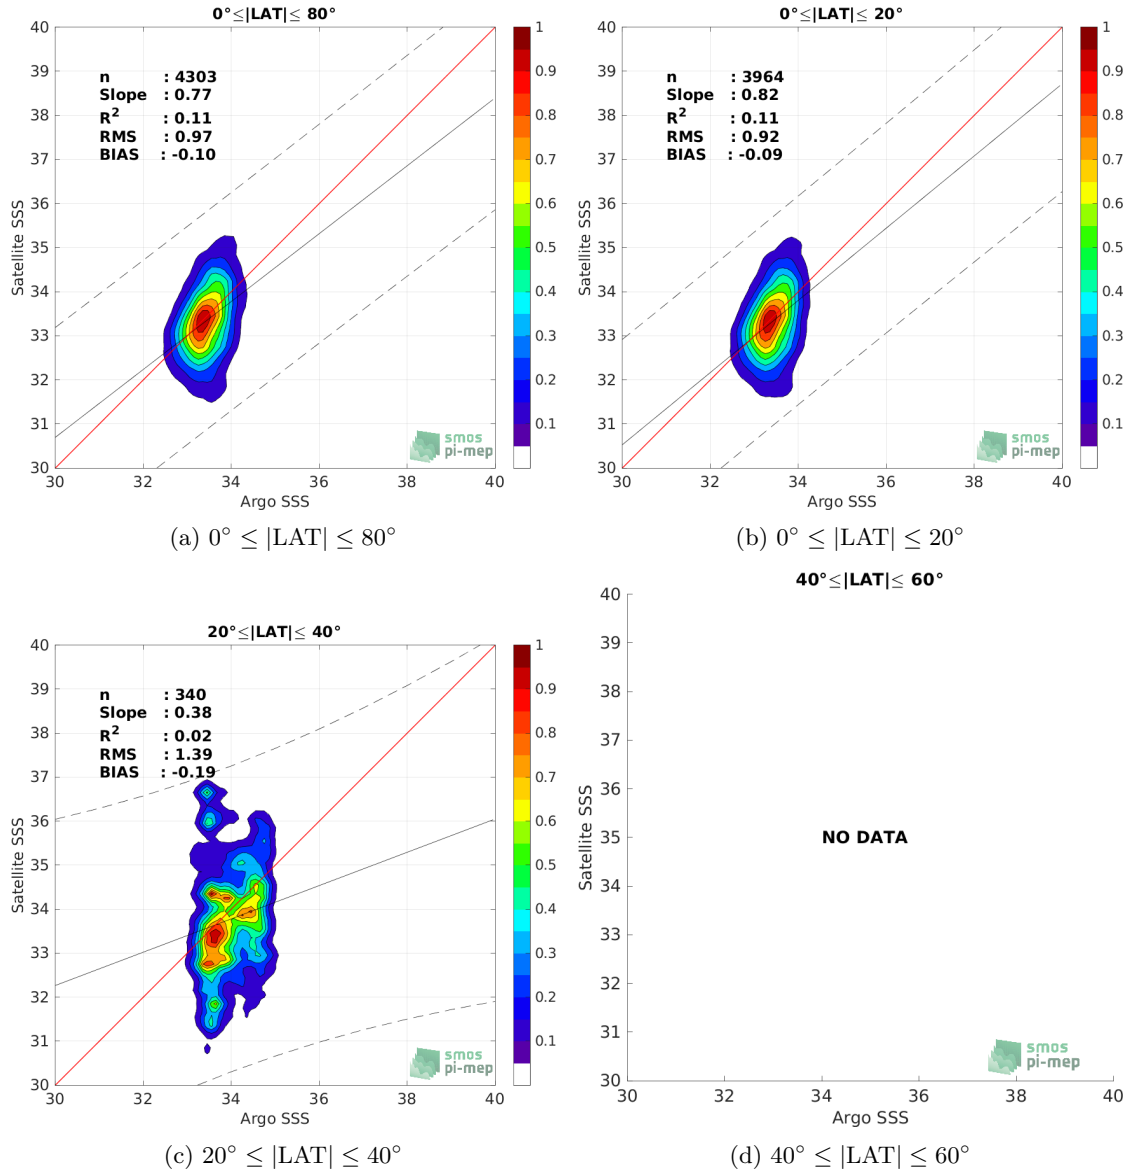 0°≤|LAT|≤ 80°
40
39
38
37
36
35
34
33
32
31
30
30
32
34
36
38
40
Satellite SSS
Argo SSS
n : 4303
Slope : 0.77
R² : 0.11
RMS : 0.97
BIAS : -0.10
smos
pi-mep
1
0.9
0.8
0.7
0.6
0.5
0.4
0.3
0.2
0.1
(a) 0° ≤ |LAT| ≤ 80°
0°≤|LAT|≤ 20°
40
39
38
37
36
35
34
33
32
31
30
30
32
34
36
38
40
Satellite SSS
Argo SSS
n : 3964
Slope : 0.82
R² : 0.11
RMS : 0.92
BIAS : -0.09
smos
pi-mep
1
0.9
0.8
0.7
0.6
0.5
0.4
0.3
0.2
0.1
(b) 0° ≤ |LAT| ≤ 20°
20°≤|LAT|≤ 40°
40
39
38
37
36
35
34
33
32
31
30
30
32
34
36
38
40
Satellite SSS
Argo SSS
n : 340
Slope : 0.38
R² : 0.02
RMS : 1.39
BIAS : -0.19
smos
pi-mep
1
0.9
0.8
0.7
0.6
0.5
0.4
0.3
0.2
0.1
(c) 20° ≤ |LAT| ≤ 40°
40°≤|LAT|≤ 60°
40
39
38
37
36
35
34
33
32
31
30
30
32
34
36
38
40
Satellite SSS
Argo SSS
NO DATA
smos
pi-mep
(d) 40° ≤ |LAT| ≤ 60°